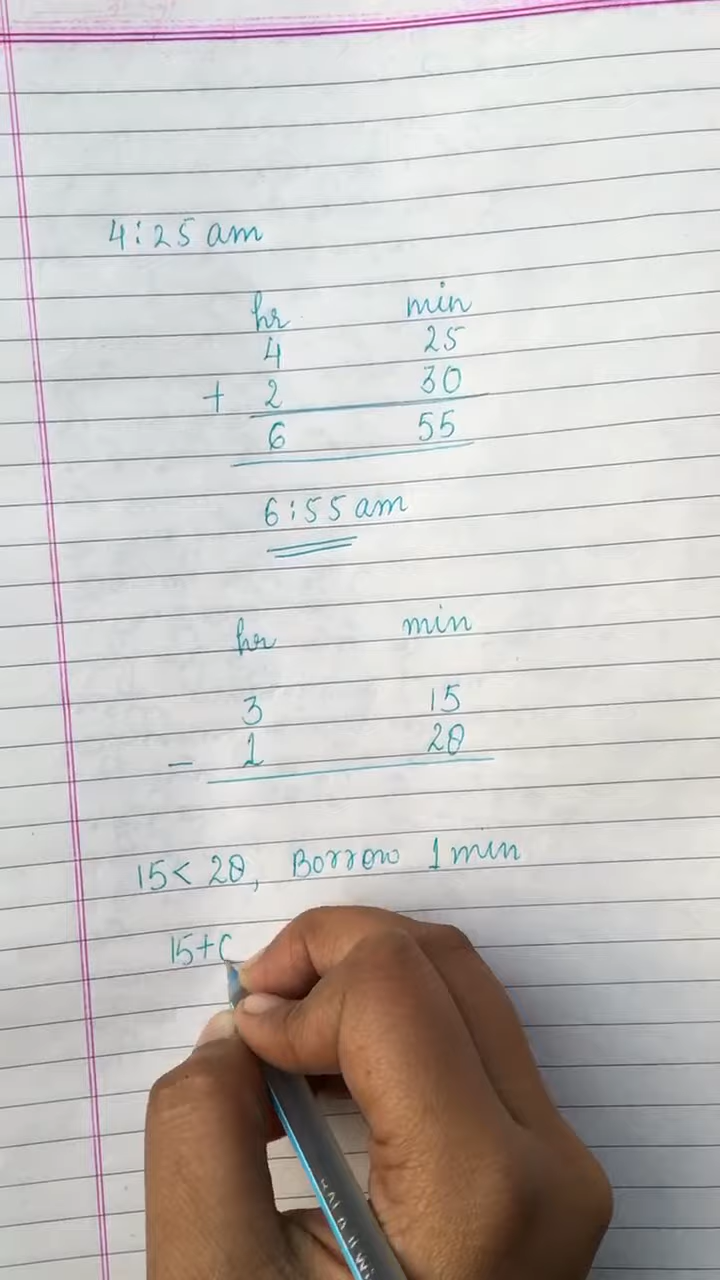 4:25 am
hr min
4 25
+ 2 30
6 55
6:55 am
hr min
3 15
- 1 20
15 < 20, Borrow 1 min
15+